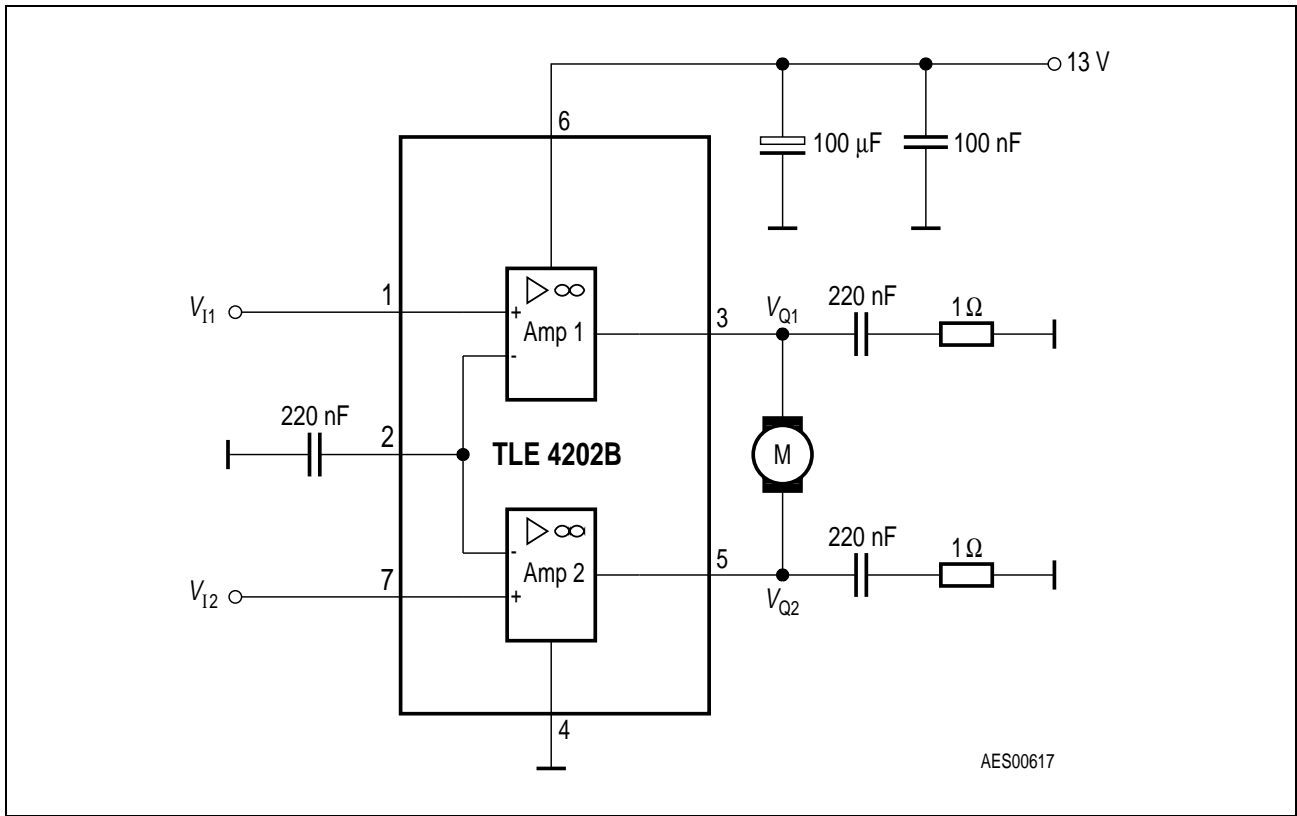 13 V
6
100 μF
100 nF
▷ ∞
V_I1
1
+
Amp 1
-
3
V_Q1
220 nF
1 Ω
220 nF
2
TLE 4202B
M
▷ ∞
-
Amp 2
+
5
V_Q2
220 nF
1 Ω
V_I2
7
4
AES00617